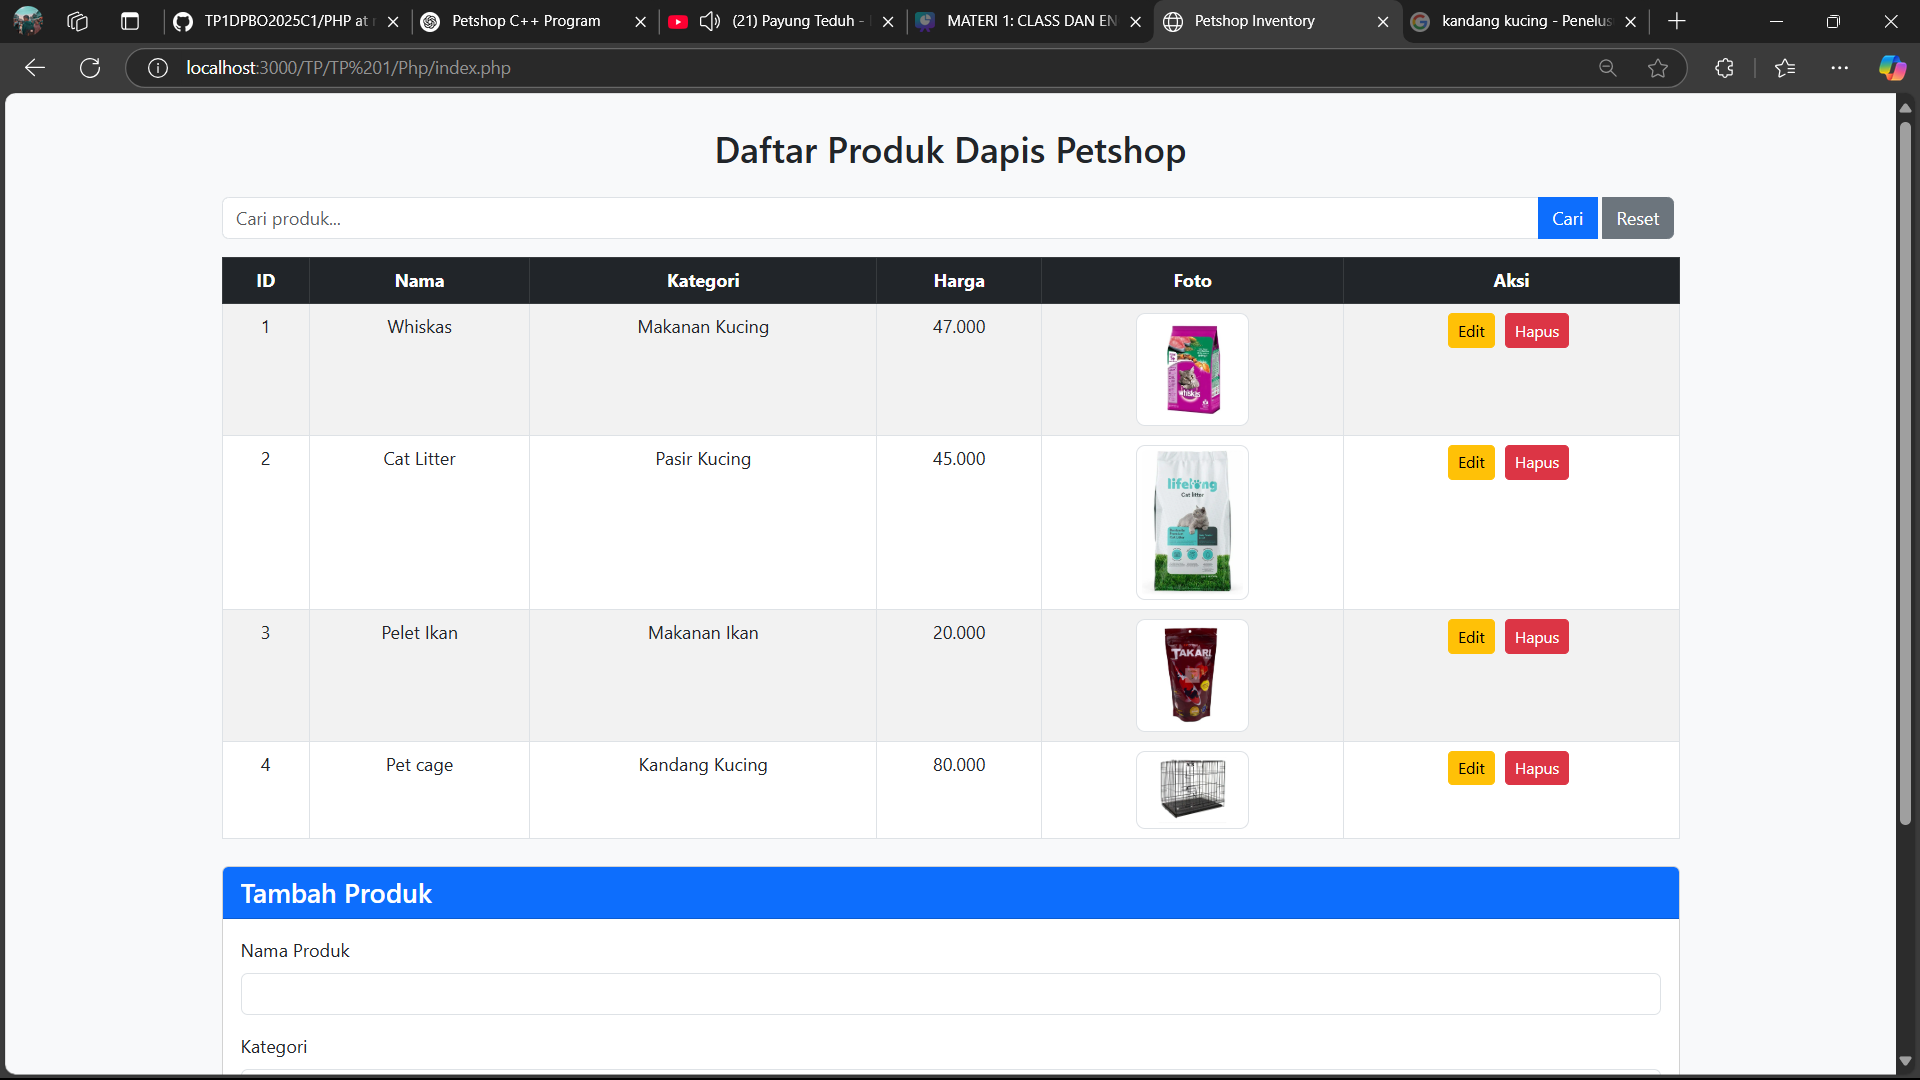 TP1DPBO2025C1/PHP at
Petshop C++ Program
(21) Payung Teduh -
MATERI 1: CLASS DAN EN
Petshop Inventory
kandang kucing - Penelus
localhost:3000/TP/TP%201/Php/index.php
Daftar Produk Dapis Petshop
Cari produk...
Cari
Reset
ID Nama Kategori Harga Foto Aksi
1 Whiskas Makanan Kucing 47.000 Edit Hapus
whiskas
2 Cat Litter Pasir Kucing 45.000 Edit Hapus
lifelong
Cat litter
3 Pelet Ikan Makanan Ikan 20.000 Edit Hapus
TAKARI
4 Pet cage Kandang Kucing 80.000 Edit Hapus
Tambah Produk
Nama Produk
Kategori